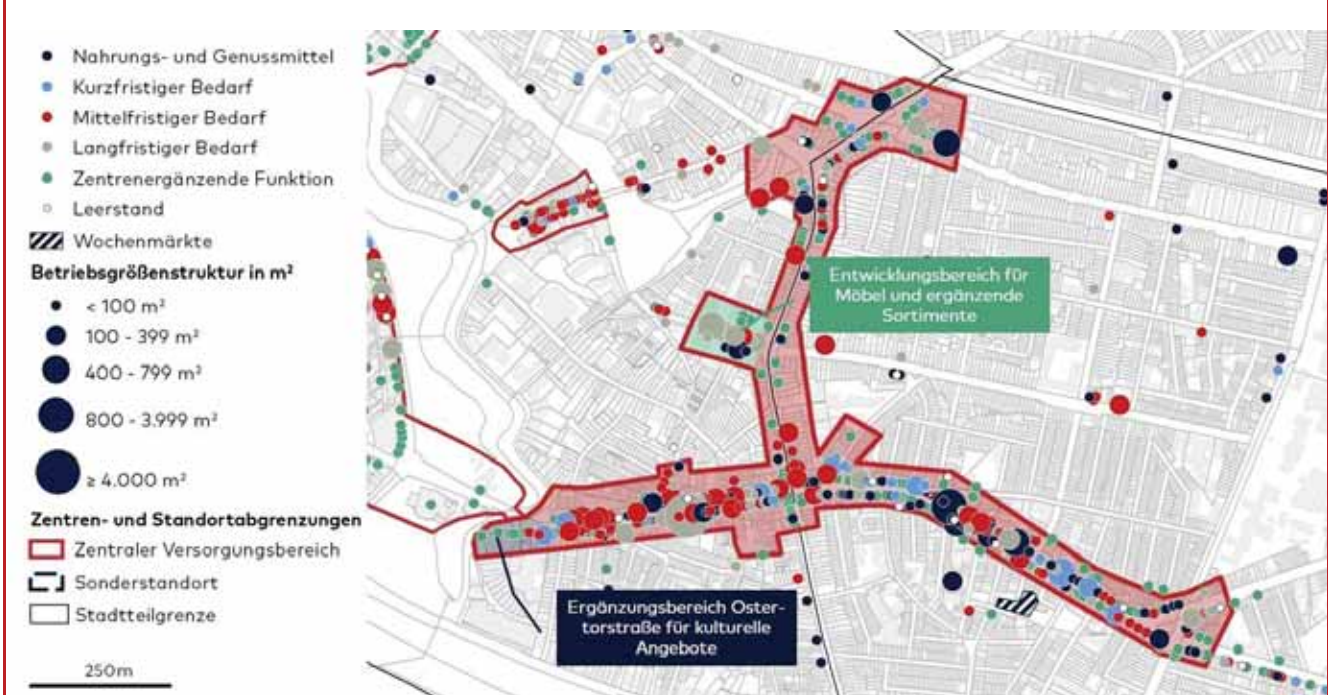 Nahrungs- und Genussmittel
Kurzfristiger Bedarf
Mittelfristiger Bedarf
Langfristiger Bedarf
Zentrenergänzende Funktion
Leerstand
Wochenmärkte
Betriebsgrößenstruktur in m²
< 100 m²
100 - 399 m²
400 - 799 m²
800 - 3.999 m²
≥ 4.000 m²
Zentren- und Standortabgrenzungen
Zentraler Versorgungsbereich
Sonderstandort
Stadtteilgrenze
250m
Entwicklungsbereich für
Möbel und ergänzende
Sortimente
Ergänzungsbereich Oster-
torstraße für kulturelle
Angebote